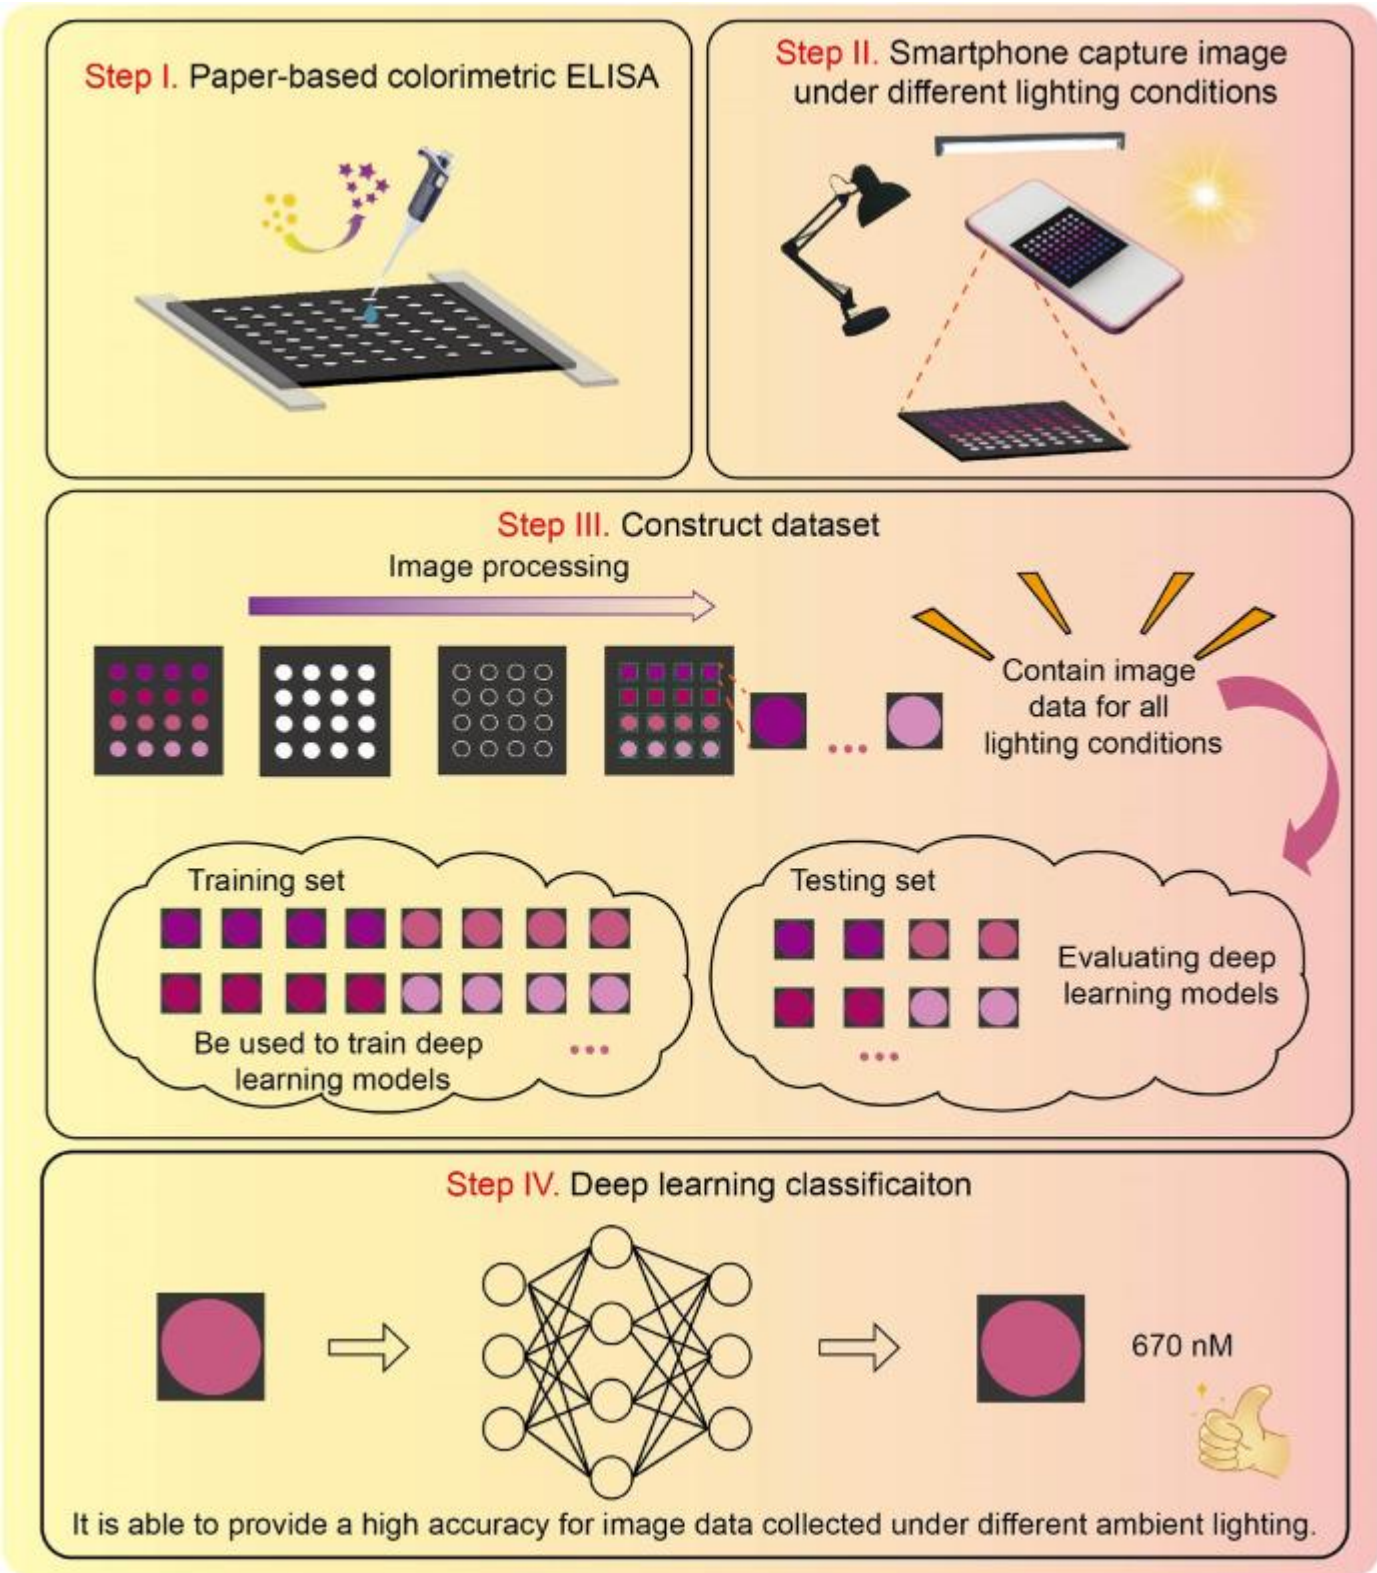 Step I. Paper-based colorimetric ELISA
Step II. Smartphone capture image
under different lighting conditions
Step III. Construct dataset
Image processing
Contain image
data for all
lighting conditions
Training set
Be used to train deep
learning models
Testing set
Evaluating deep
learning models
Step IV. Deep learning classificaiton
670 nM
It is able to provide a high accuracy for image data collected under different ambient lighting.